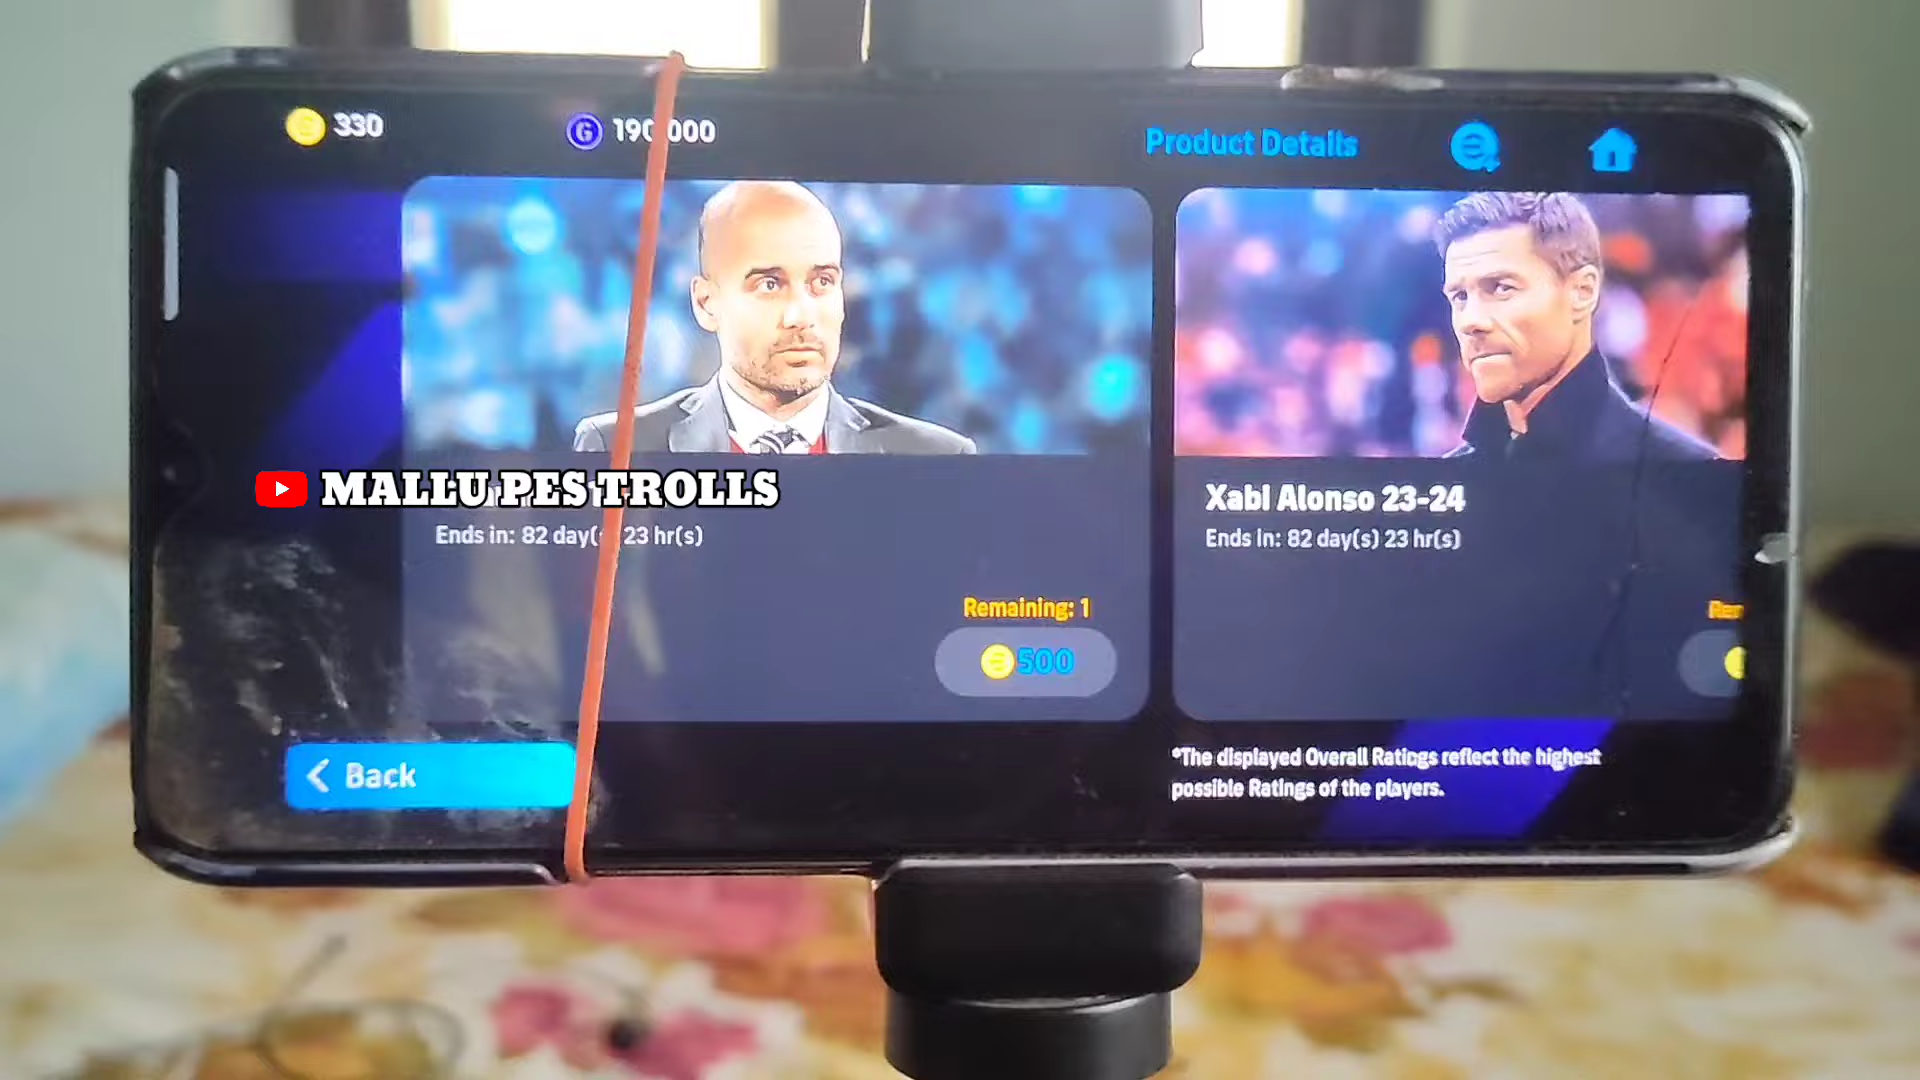 330
190,000
Product Details
MALLU PES TROLLS
Ends in: 82 day(s) 23 hr(s)
Remaining: 1
500
Xabi Alonso 23-24
Ends in: 82 day(s) 23 hr(s)
Back
*The displayed Overall Ratings reflect the highest
possible Ratings of the players.